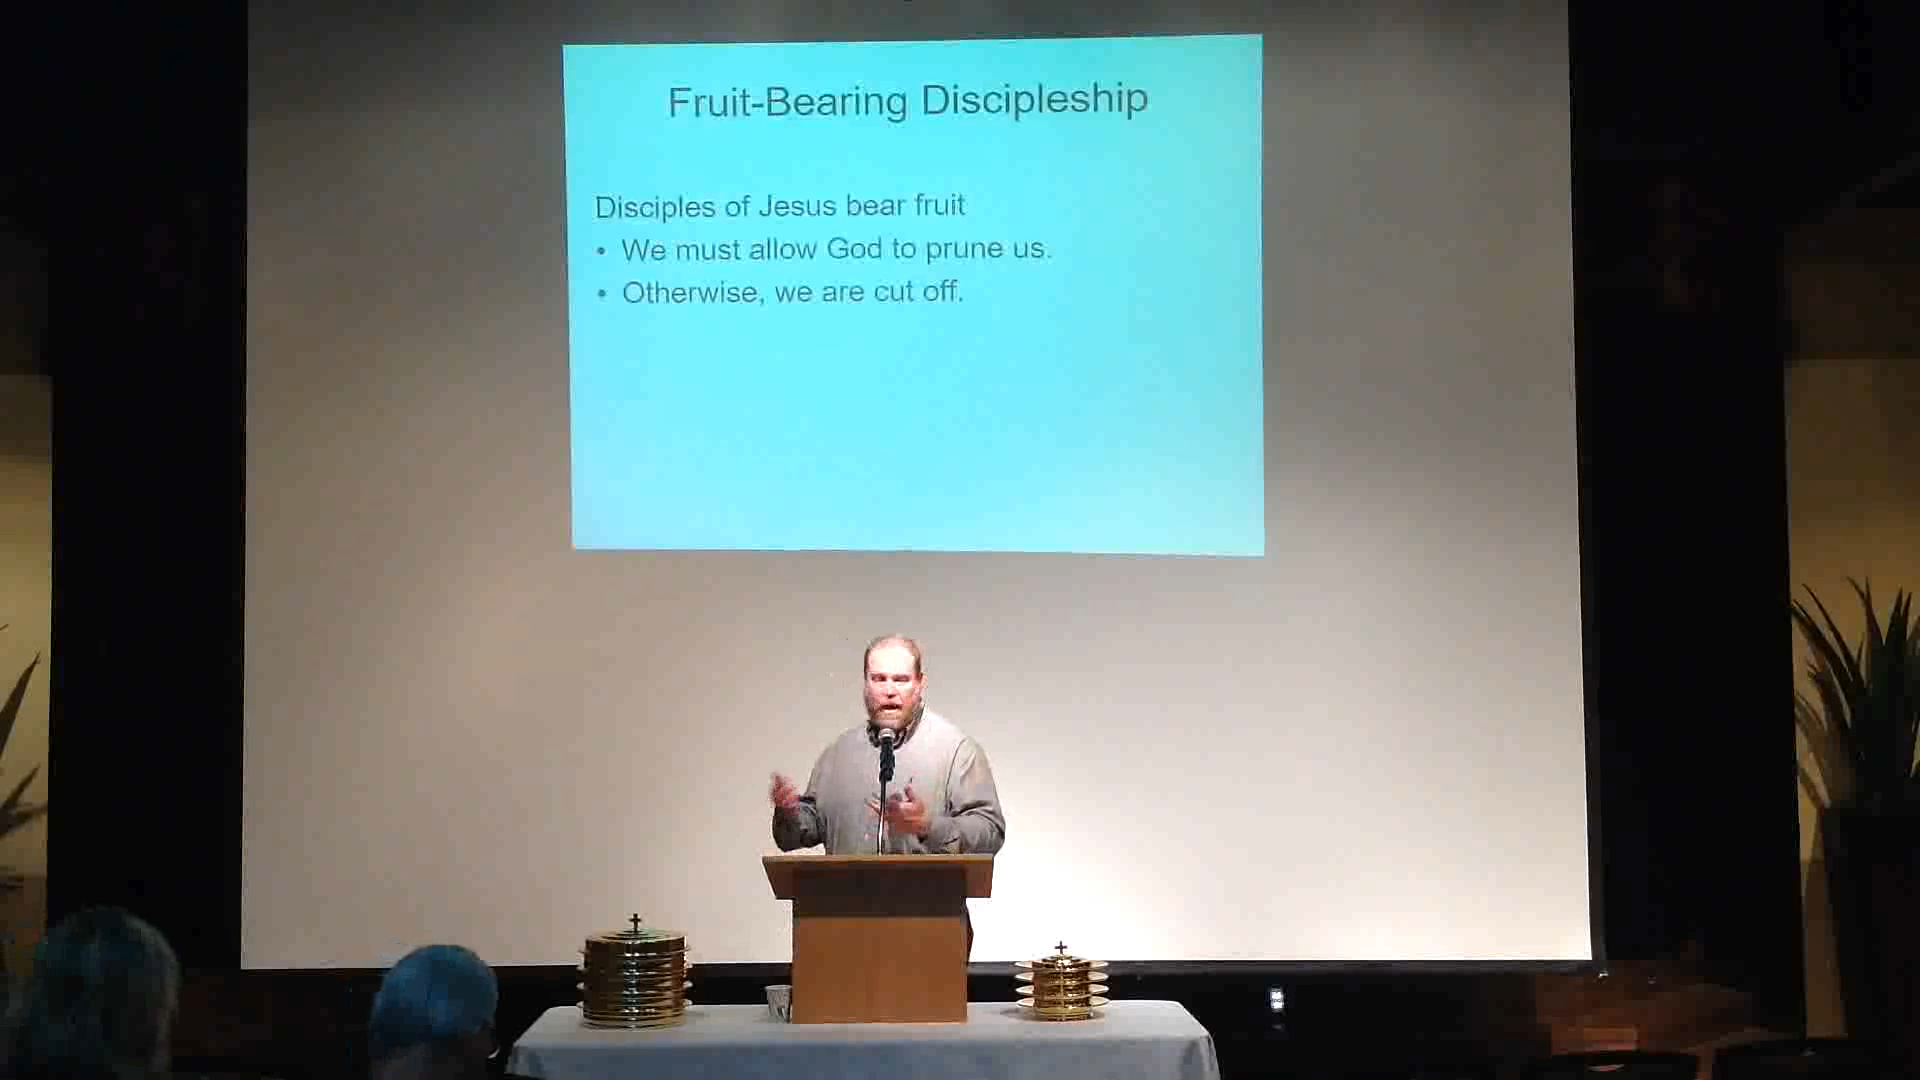 Fruit-Bearing Discipleship
Disciples of Jesus bear fruit
• We must allow God to prune us.
• Otherwise, we are cut off.